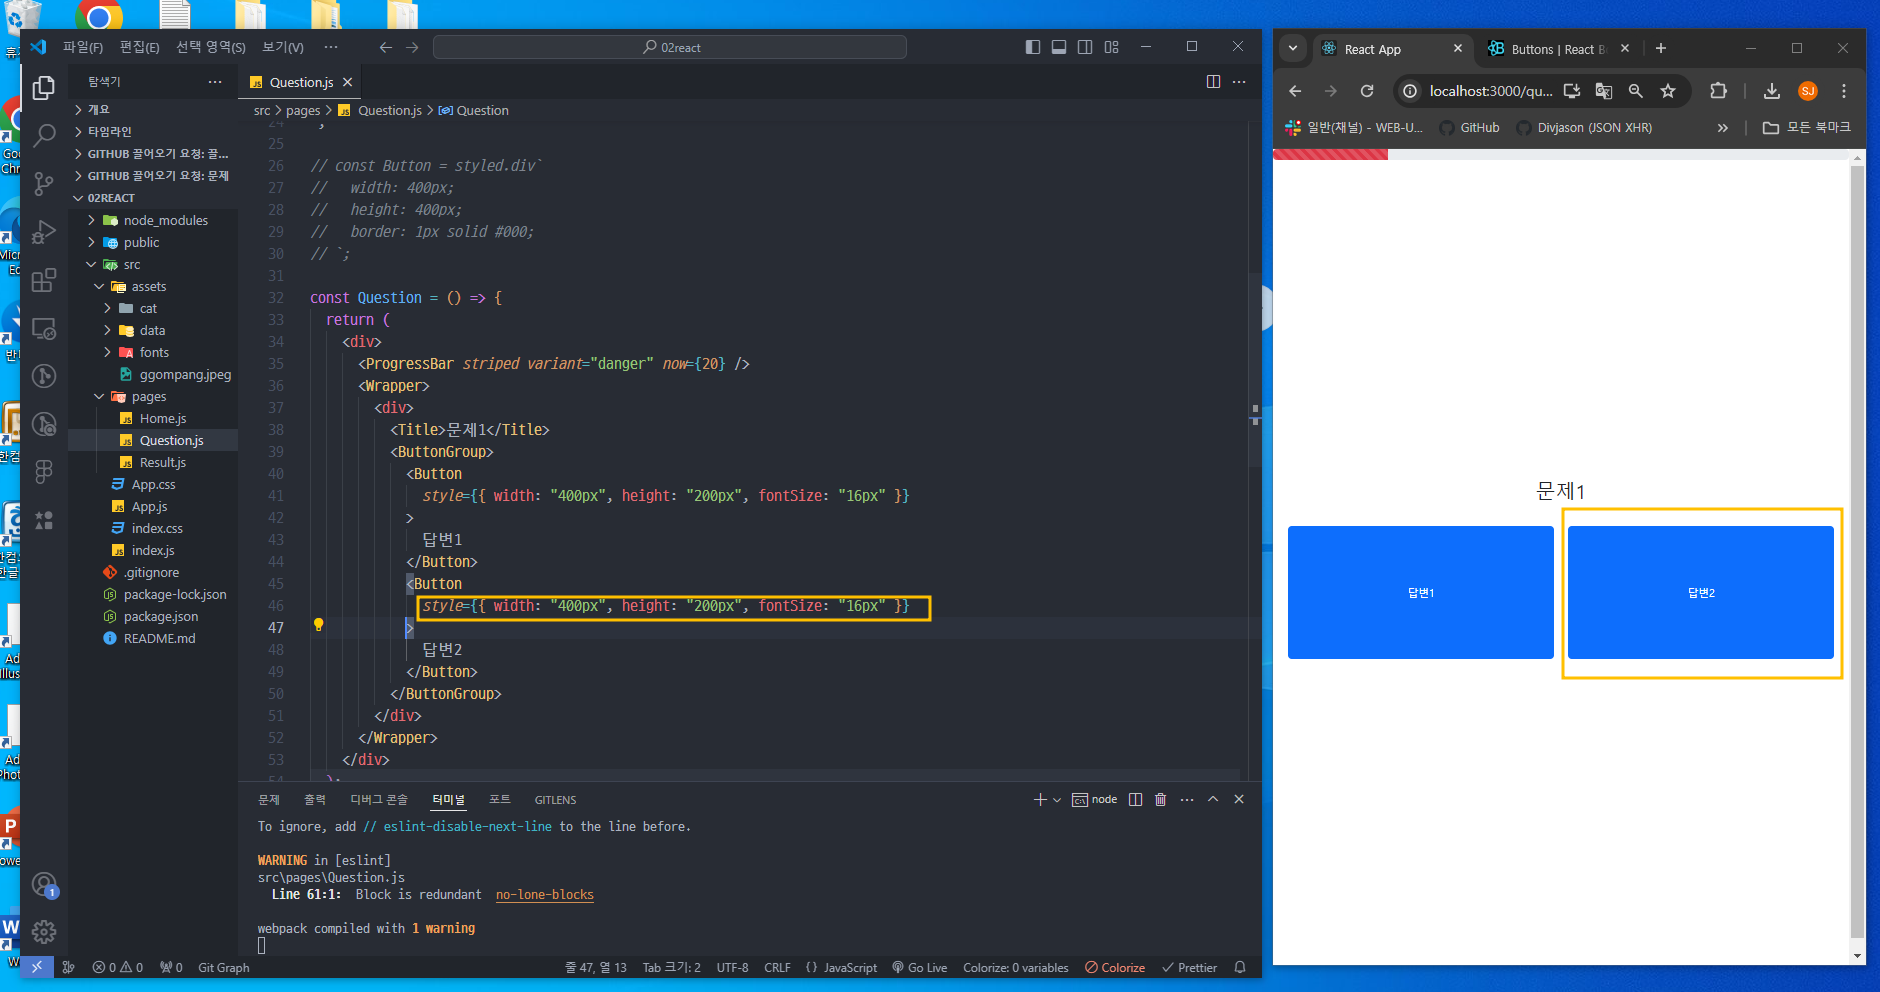 파일(F) 편집(E) 선택 영역(S) 보기(V) ··· 02react
탐색기 ···
Question.js
src > pages > Question.js > Question
개요
타임라인
GITHUB 끌어오기 요청: 끌...
GITHUB 끌어오기 요청: 문제
02REACT
node_modules
public
src
assets
cat
data
fonts
ggompang.jpeg
pages
Home.js
Question.js
Result.js
App.css
App.js
index.css
index.js
.gitignore
package-lock.json
package.json
README.md
25
26 // const Button = styled.div`
27 //   width: 400px;
28 //   height: 400px;
29 //   border: 1px solid #000;
30 // `;
31
32 const Question = () => {
33 return (
34 <div>
35 <ProgressBar striped variant="danger" now={20} />
36 <Wrapper>
37 <div>
38 <Title>문제1</Title>
39 <ButtonGroup>
40 <Button
41 style={{ width: "400px", height: "200px", fontSize: "16px" }}
42 >
43 답변1
44 </Button>
45 <Button
46 style={{ width: "400px", height: "200px", fontSize: "16px" }}
47 >
48 답변2
49 </Button>
50 </ButtonGroup>
51 </div>
52 </Wrapper>
53 </div>
문제 출력 디버그 콘솔 터미널 포트 GITLENS
node
To ignore, add // eslint-disable-next-line to the line before.
WARNING in [eslint]
src\pages\Question.js
Line 61:1: Block is redundant no-lone-blocks
webpack compiled with 1 warning
1
0 0 0 Git Graph 줄 47, 열 13 Tab 크기: 2 UTF-8 CRLF {} JavaScript Go Live Colorize: 0 variables Colorize Prettier
React App Buttons | React B
localhost:3000/qu... SJ
일반(채널) - WEB-U... GitHub Divjason (JSON XHR) » 모든 북마크
문제1
답변1
답변2